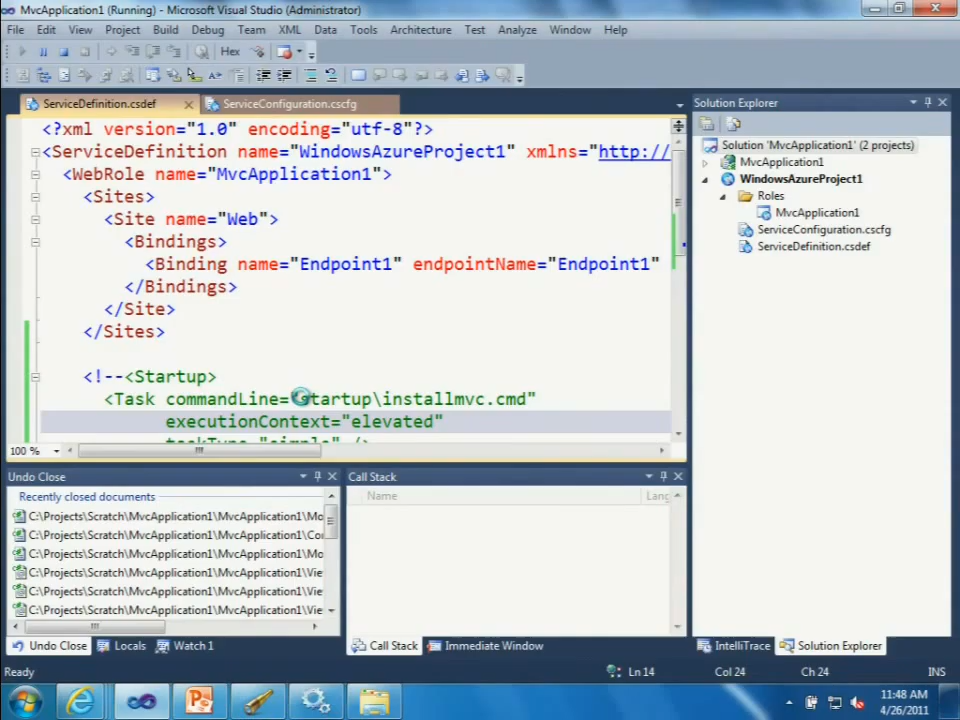 MvcApplication1 (Running) - Microsoft Visual Studio (Administrator)
File Edit View Project Build Debug Team XML Data Tools Architecture Test Analyze Window Help
Hex
ServiceDefinition.csdef ServiceConfiguration.cscfg
<?xml version="1.0" encoding="utf-8"?>
<ServiceDefinition name="WindowsAzureProject1" xmlns="http://
<WebRole name="MvcApplication1">
<Sites>
<Site name="Web">
<Bindings>
<Binding name="Endpoint1" endpointName="Endpoint1"
</Bindings>
</Site>
</Sites>
<!--<Startup>
<Task commandLine="startup\installmvc.cmd"
executionContext="elevated"
taskType="simple" />
100 %
Solution Explorer
Solution 'MvcApplication1' (2 projects)
MvcApplication1
WindowsAzureProject1
Roles
MvcApplication1
ServiceConfiguration.cscfg
ServiceDefinition.csdef
Undo Close
Recently closed documents
C:\Projects\Scratch\MvcApplication1\MvcApplication1\Mo
C:\Projects\Scratch\MvcApplication1\MvcApplication1\Con
C:\Projects\Scratch\MvcApplication1\MvcApplication1\Mo
C:\Projects\Scratch\MvcApplication1\MvcApplication1\Vie
C:\Projects\Scratch\MvcApplication1\MvcApplication1\Vie
C:\Projects\Scratch\MvcApplication1\MvcApplication1\Vie
Call Stack
Name Lang
Undo Close Locals Watch 1
Call Stack Immediate Window
IntelliTrace Solution Explorer
Ready Ln 14 Col 24 Ch 24 INS
11:48 AM
4/26/2011